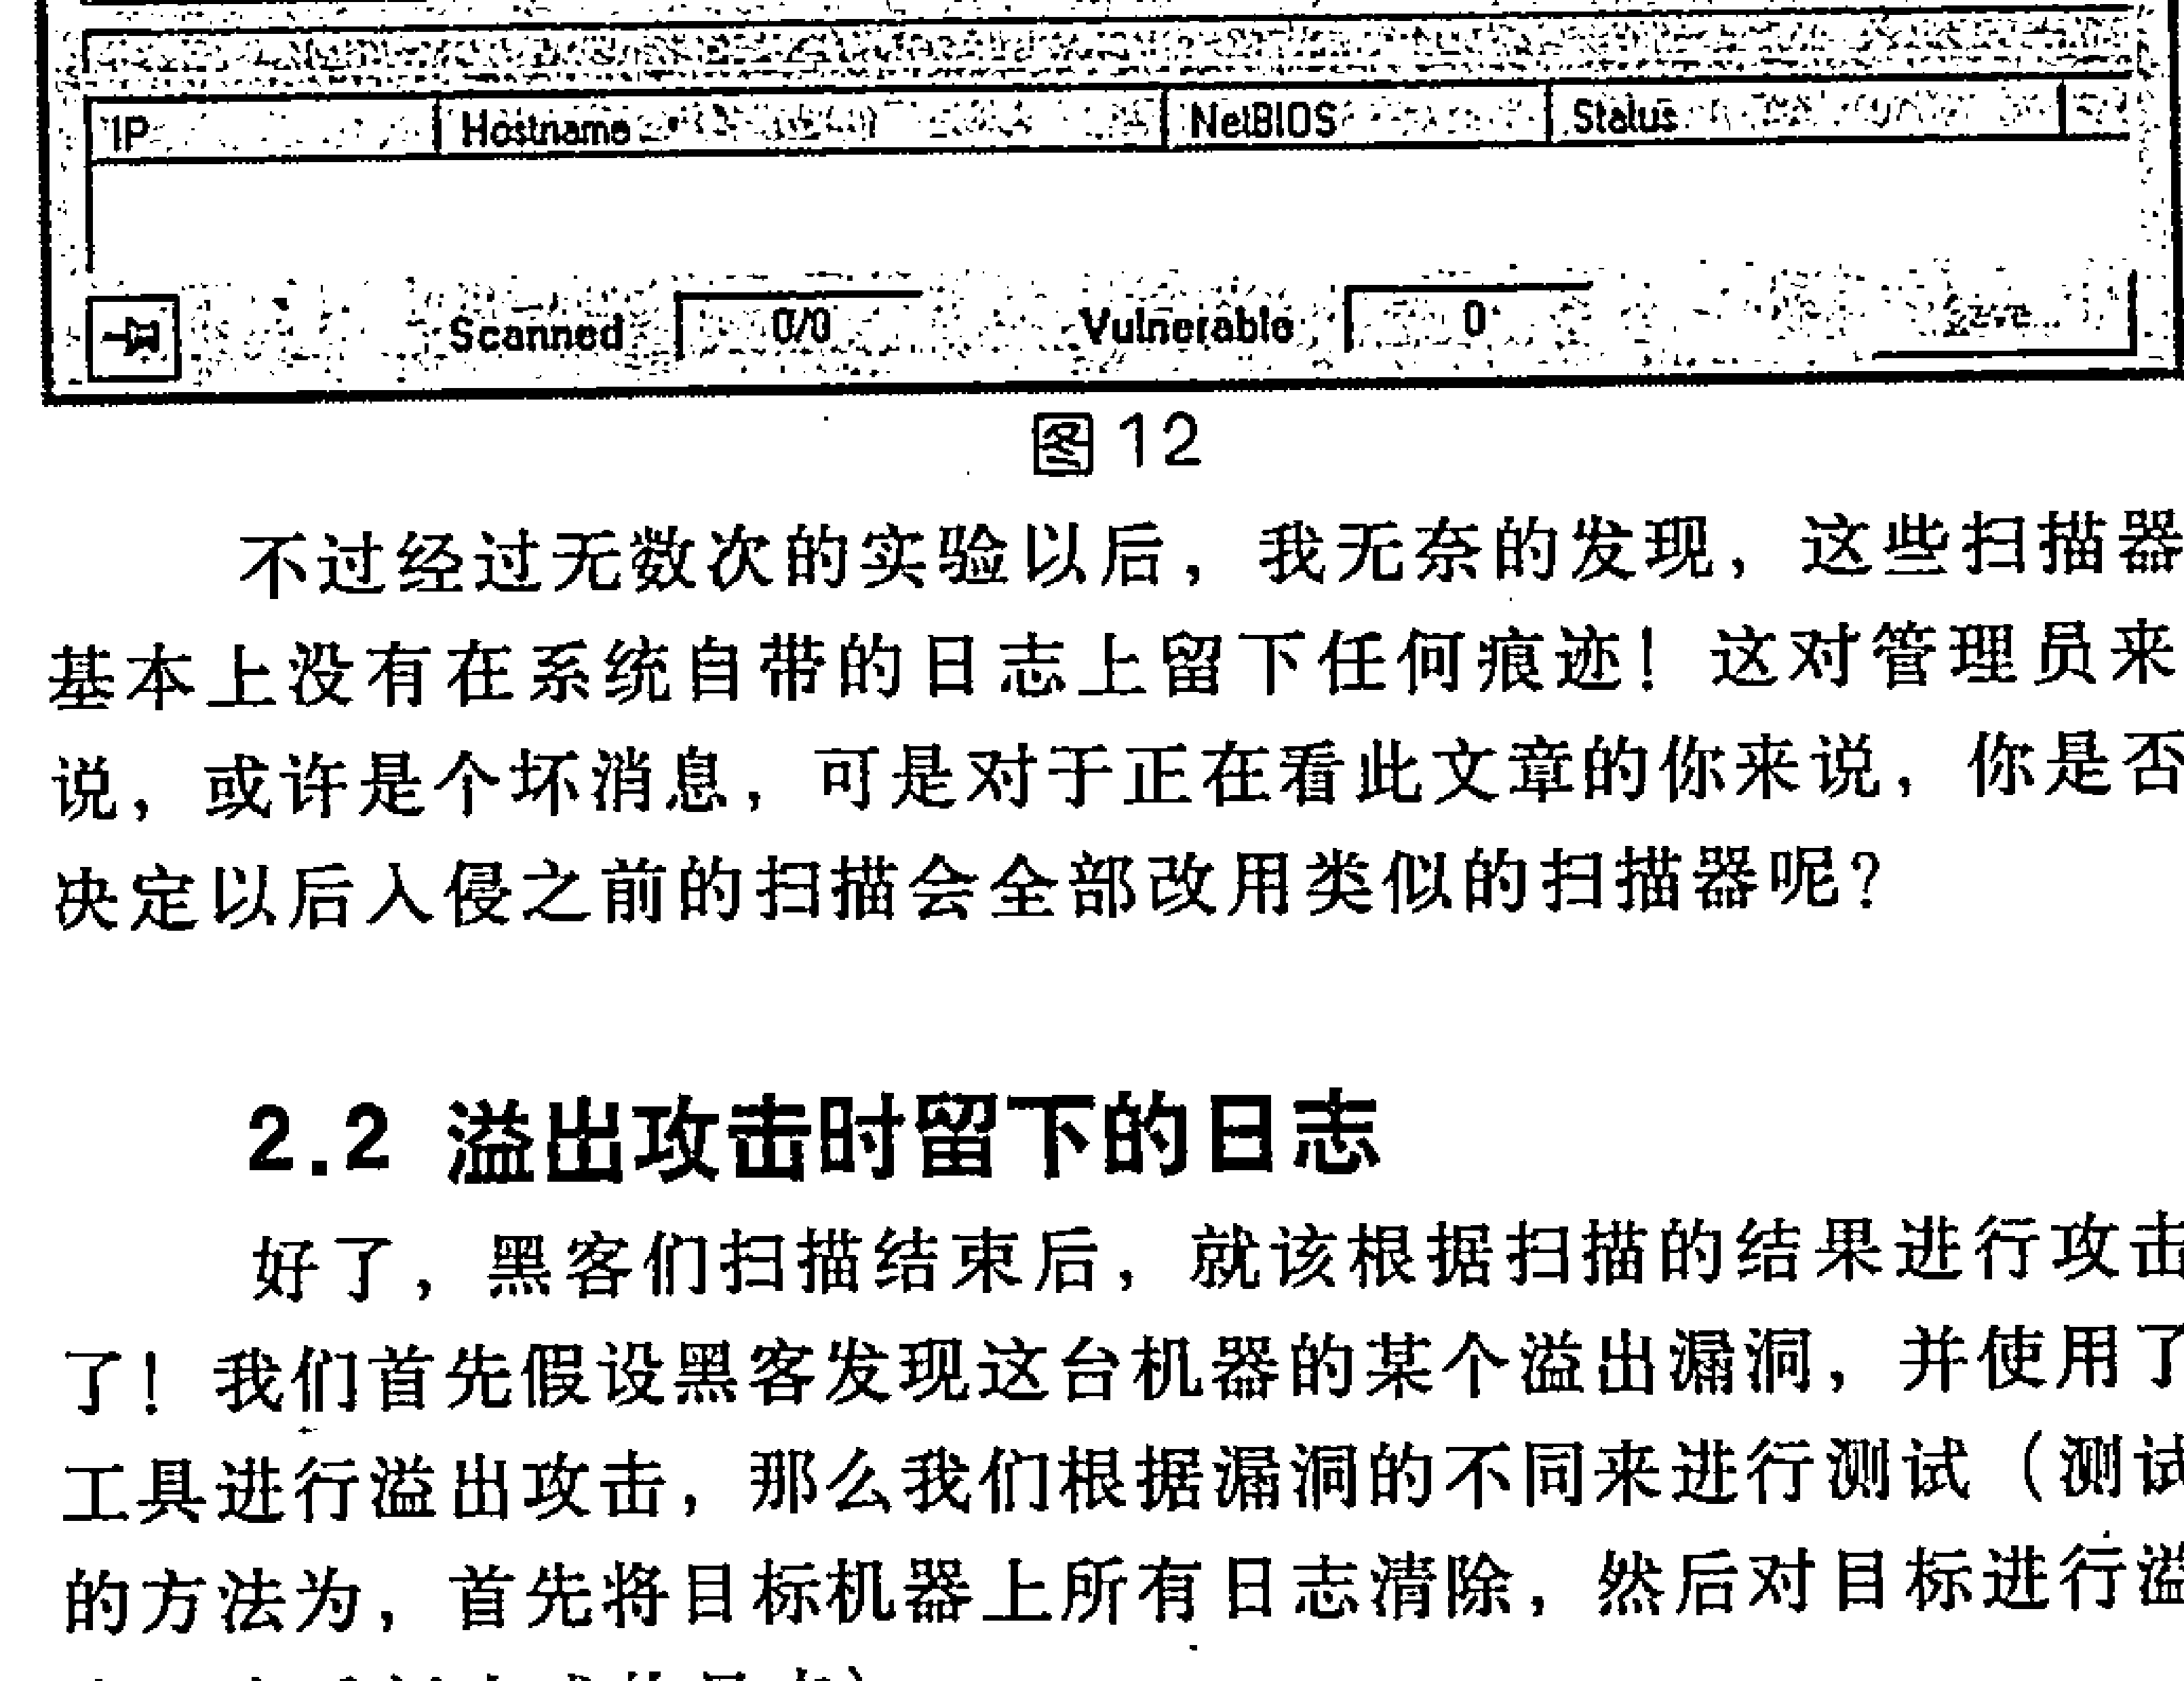 IP Hostname NetBIOS Status
Scanned 0/0 Vulnerable 0 Save
图12
不过经过无数次的实验以后，我无奈的发现，这些扫描器
基本上没有在系统自带的日志上留下任何痕迹！这对管理员来
说，或许是个坏消息，可是对于正在看此文章的你来说，你是否
决定以后入侵之前的扫描会全部改用类似的扫描器呢？
2.2 溢出攻击时留下的日志
好了，黑客们扫描结束后，就该根据扫描的结果进行攻击
了！我们首先假设黑客发现这台机器的某个溢出漏洞，并使用了
工具进行溢出攻击，那么我们根据漏洞的不同来进行测试（测试
的方法为，首先将目标机器上所有日志清除，然后对目标进行溢